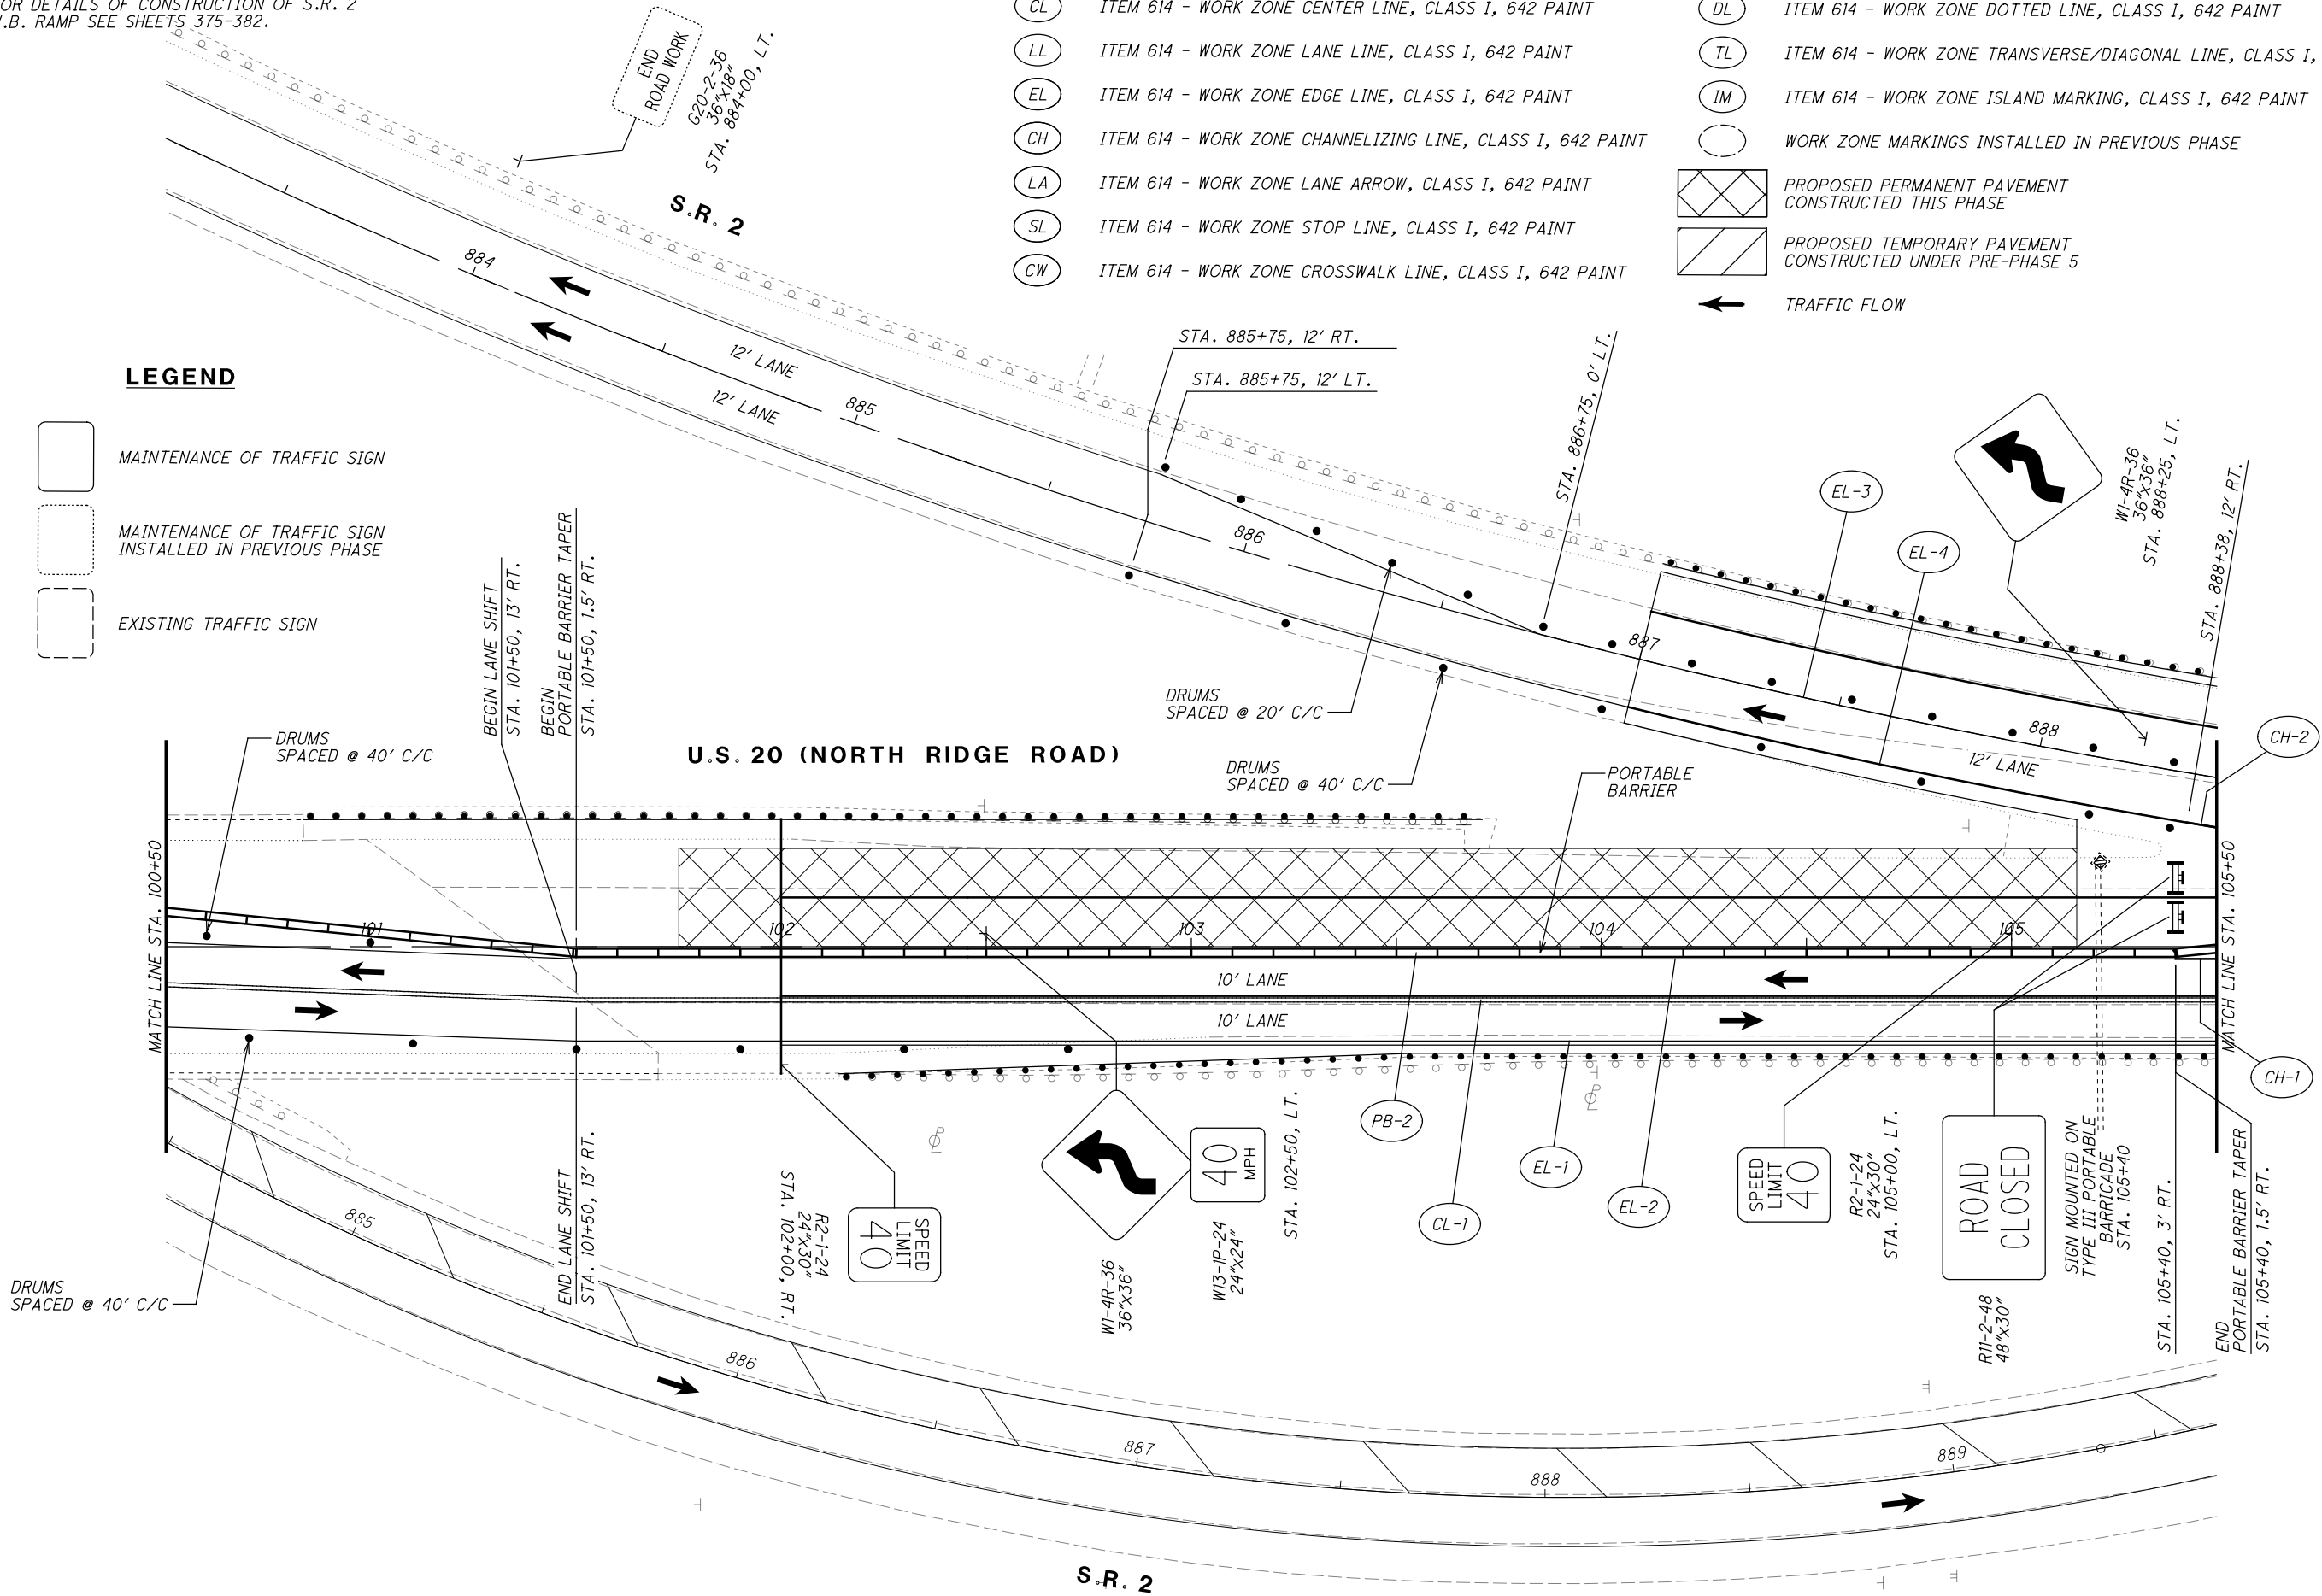 OR DETAILS OF CONSTRUCTION OF S.R. 2
.B. RAMP SEE SHEETS 375-382.
END
ROAD WORK
G20-2-36
36"x18"
STA. 884+00, LT.
S.R. 2
CL ITEM 614 - WORK ZONE CENTER LINE, CLASS I, 642 PAINT
LL ITEM 614 - WORK ZONE LANE LINE, CLASS I, 642 PAINT
EL ITEM 614 - WORK ZONE EDGE LINE, CLASS I, 642 PAINT
CH ITEM 614 - WORK ZONE CHANNELIZING LINE, CLASS I, 642 PAINT
LA ITEM 614 - WORK ZONE LANE ARROW, CLASS I, 642 PAINT
SL ITEM 614 - WORK ZONE STOP LINE, CLASS I, 642 PAINT
CW ITEM 614 - WORK ZONE CROSSWALK LINE, CLASS I, 642 PAINT
DL ITEM 614 - WORK ZONE DOTTED LINE, CLASS I, 642 PAINT
TL ITEM 614 - WORK ZONE TRANSVERSE/DIAGONAL LINE, CLASS I,
IM ITEM 614 - WORK ZONE ISLAND MARKING, CLASS I, 642 PAINT
WORK ZONE MARKINGS INSTALLED IN PREVIOUS PHASE
PROPOSED PERMANENT PAVEMENT
CONSTRUCTED THIS PHASE
PROPOSED TEMPORARY PAVEMENT
CONSTRUCTED UNDER PRE-PHASE 5
TRAFFIC FLOW
LEGEND
MAINTENANCE OF TRAFFIC SIGN
MAINTENANCE OF TRAFFIC SIGN
INSTALLED IN PREVIOUS PHASE
EXISTING TRAFFIC SIGN
884
12' LANE
12' LANE
885
STA. 885+75, 12' RT.
STA. 885+75, 12' LT.
886
STA. 886+75, 0' LT.
887
EL-3
EL-4
W1-4R-36
36"x36"
STA. 888+25, LT.
STA. 888+38, 12' RT.
888
12' LANE
CH-2
DRUMS
SPACED @ 20' C/C
DRUMS
SPACED @ 40' C/C
PORTABLE
BARRIER
U.S. 20 (NORTH RIDGE ROAD)
BEGIN LANE SHIFT
STA. 101+50, 13' RT.
BEGIN
PORTABLE BARRIER TAPER
STA. 101+50, 1.5' RT.
DRUMS
SPACED @ 40' C/C
MATCH LINE STA. 100+50
101
102
103
104
105
MATCH LINE STA. 105+50
10' LANE
10' LANE
CH-1
PB-2
EL-1
EL-2
CL-1
END LANE SHIFT
STA. 101+50, 13' RT.
R2-1-24
24"x30"
STA. 102+00, RT.
SPEED
LIMIT
40
W1-4R-36
36"x36"
40
MPH
W13-1P-24
24"x24"
STA. 102+50, LT.
SPEED
LIMIT
40
R2-1-24
24"x30"
STA. 105+00, LT.
ROAD
CLOSED
R11-2-48
48"x30"
SIGN MOUNTED ON
TYPE III PORTABLE
BARRICADE
STA. 105+40
STA. 105+40, 3' RT.
END
PORTABLE BARRIER TAPER
STA. 105+40, 1.5' RT.
DRUMS
SPACED @ 40' C/C
885
886
887
888
889
S.R. 2